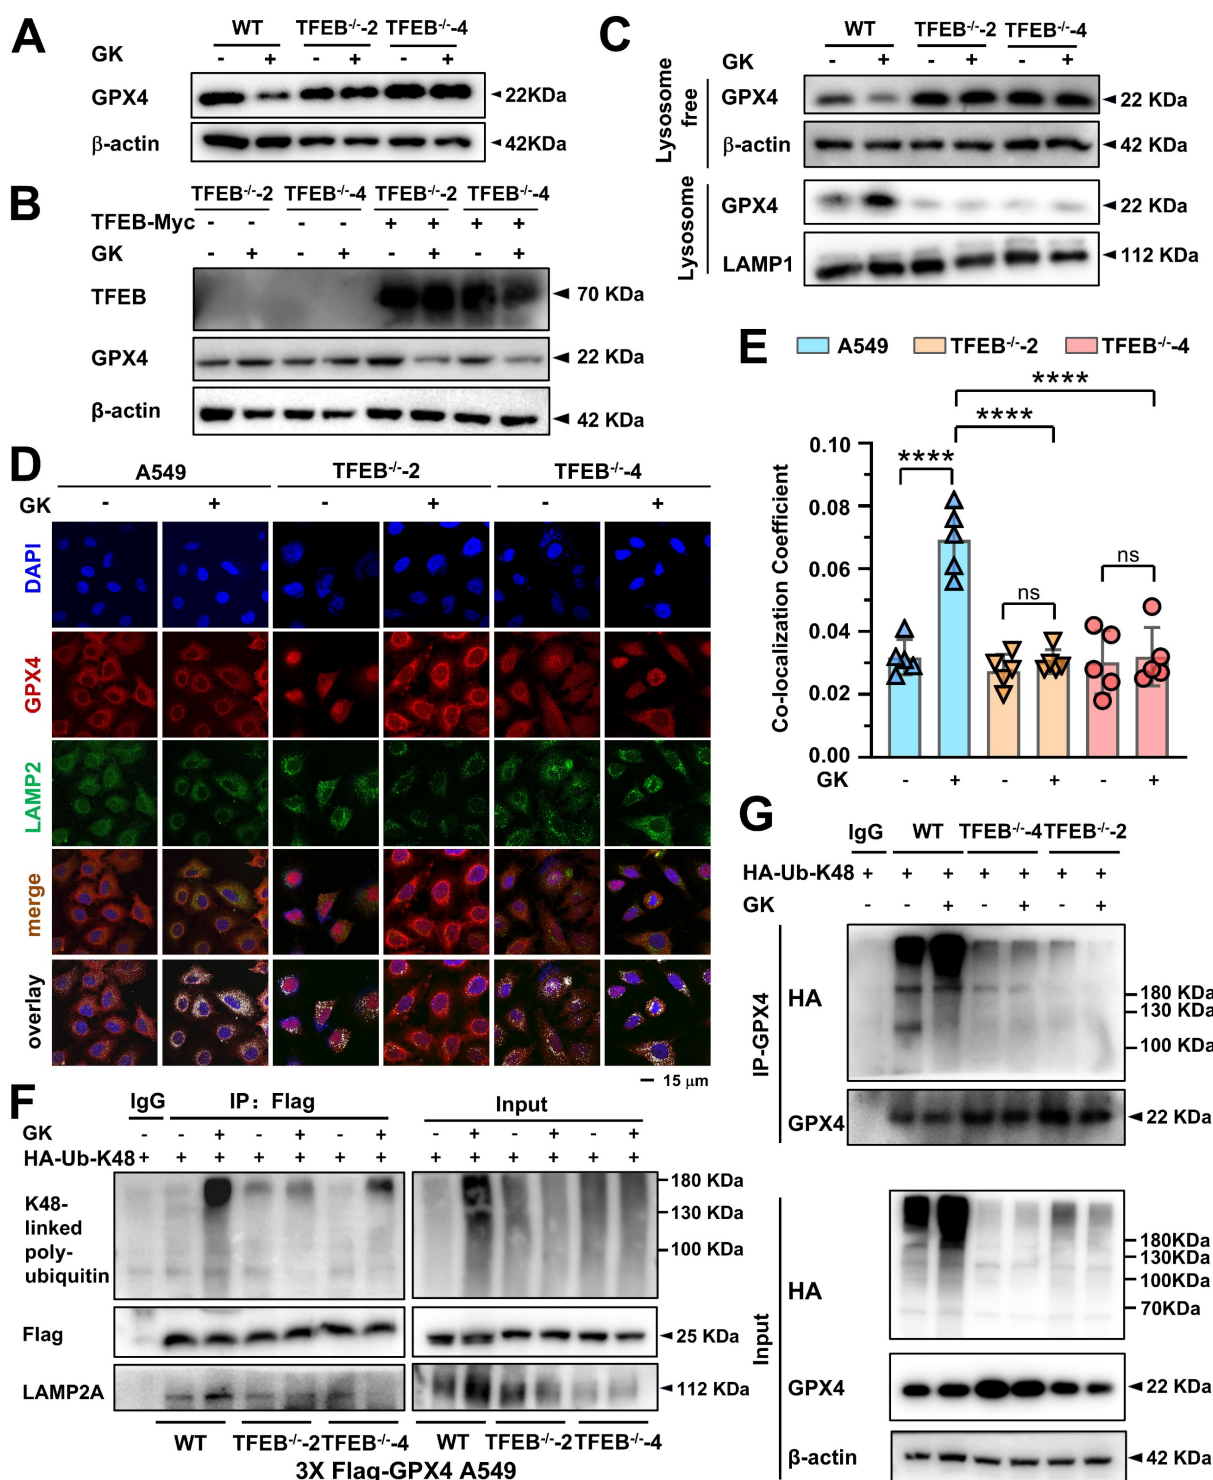 A
WT TFEB-/--2 TFEB-/--4
GK - + - + - +
GPX4 22KDa
β-actin 42KDa
B
TFEB-/--2 TFEB-/--4 TFEB-/--2 TFEB-/--4
TFEB-Myc - - - - + + + +
GK - + - + - + - +
TFEB 70 KDa
GPX4 22 KDa
β-actin 42 KDa
C
WT TFEB-/--2 TFEB-/--4
GK - + - + - +
Lysosome free
GPX4 22 KDa
β-actin 42 KDa
Lysosome
GPX4 22 KDa
LAMP1 112 KDa
D
A549 TFEB-/--2 TFEB-/--4
GK - + - + - +
DAPI
GPX4
LAMP2
merge
overlay
15 μm
E
A549 TFEB-/--2 TFEB-/--4
****
****
****
ns
ns
Co-localization Coefficient
0.10
0.08
0.06
0.04
0.02
0.00
GK - + - + - +
F
IgG IP: Flag Input
GK - - + - + - + - + - + - +
HA-Ub-K48 + + + + + + + + + + + + +
K48-
linked
poly-
ubiquitin
180 KDa
130 KDa
100 KDa
Flag 25 KDa
LAMP2A 112 KDa
WT TFEB-/--2 TFEB-/--4 WT TFEB-/--2 TFEB-/--4
3X Flag-GPX4 A549
G
IgG WT TFEB-/--4 TFEB-/--2
HA-Ub-K48 + + + + + + +
GK - - + - + - +
IP-GPX4
HA
180 KDa
130 KDa
100 KDa
GPX4 22 KDa
Input
HA
180KDa
130KDa
100KDa
70KDa
GPX4 22 KDa
β-actin 42 KDa